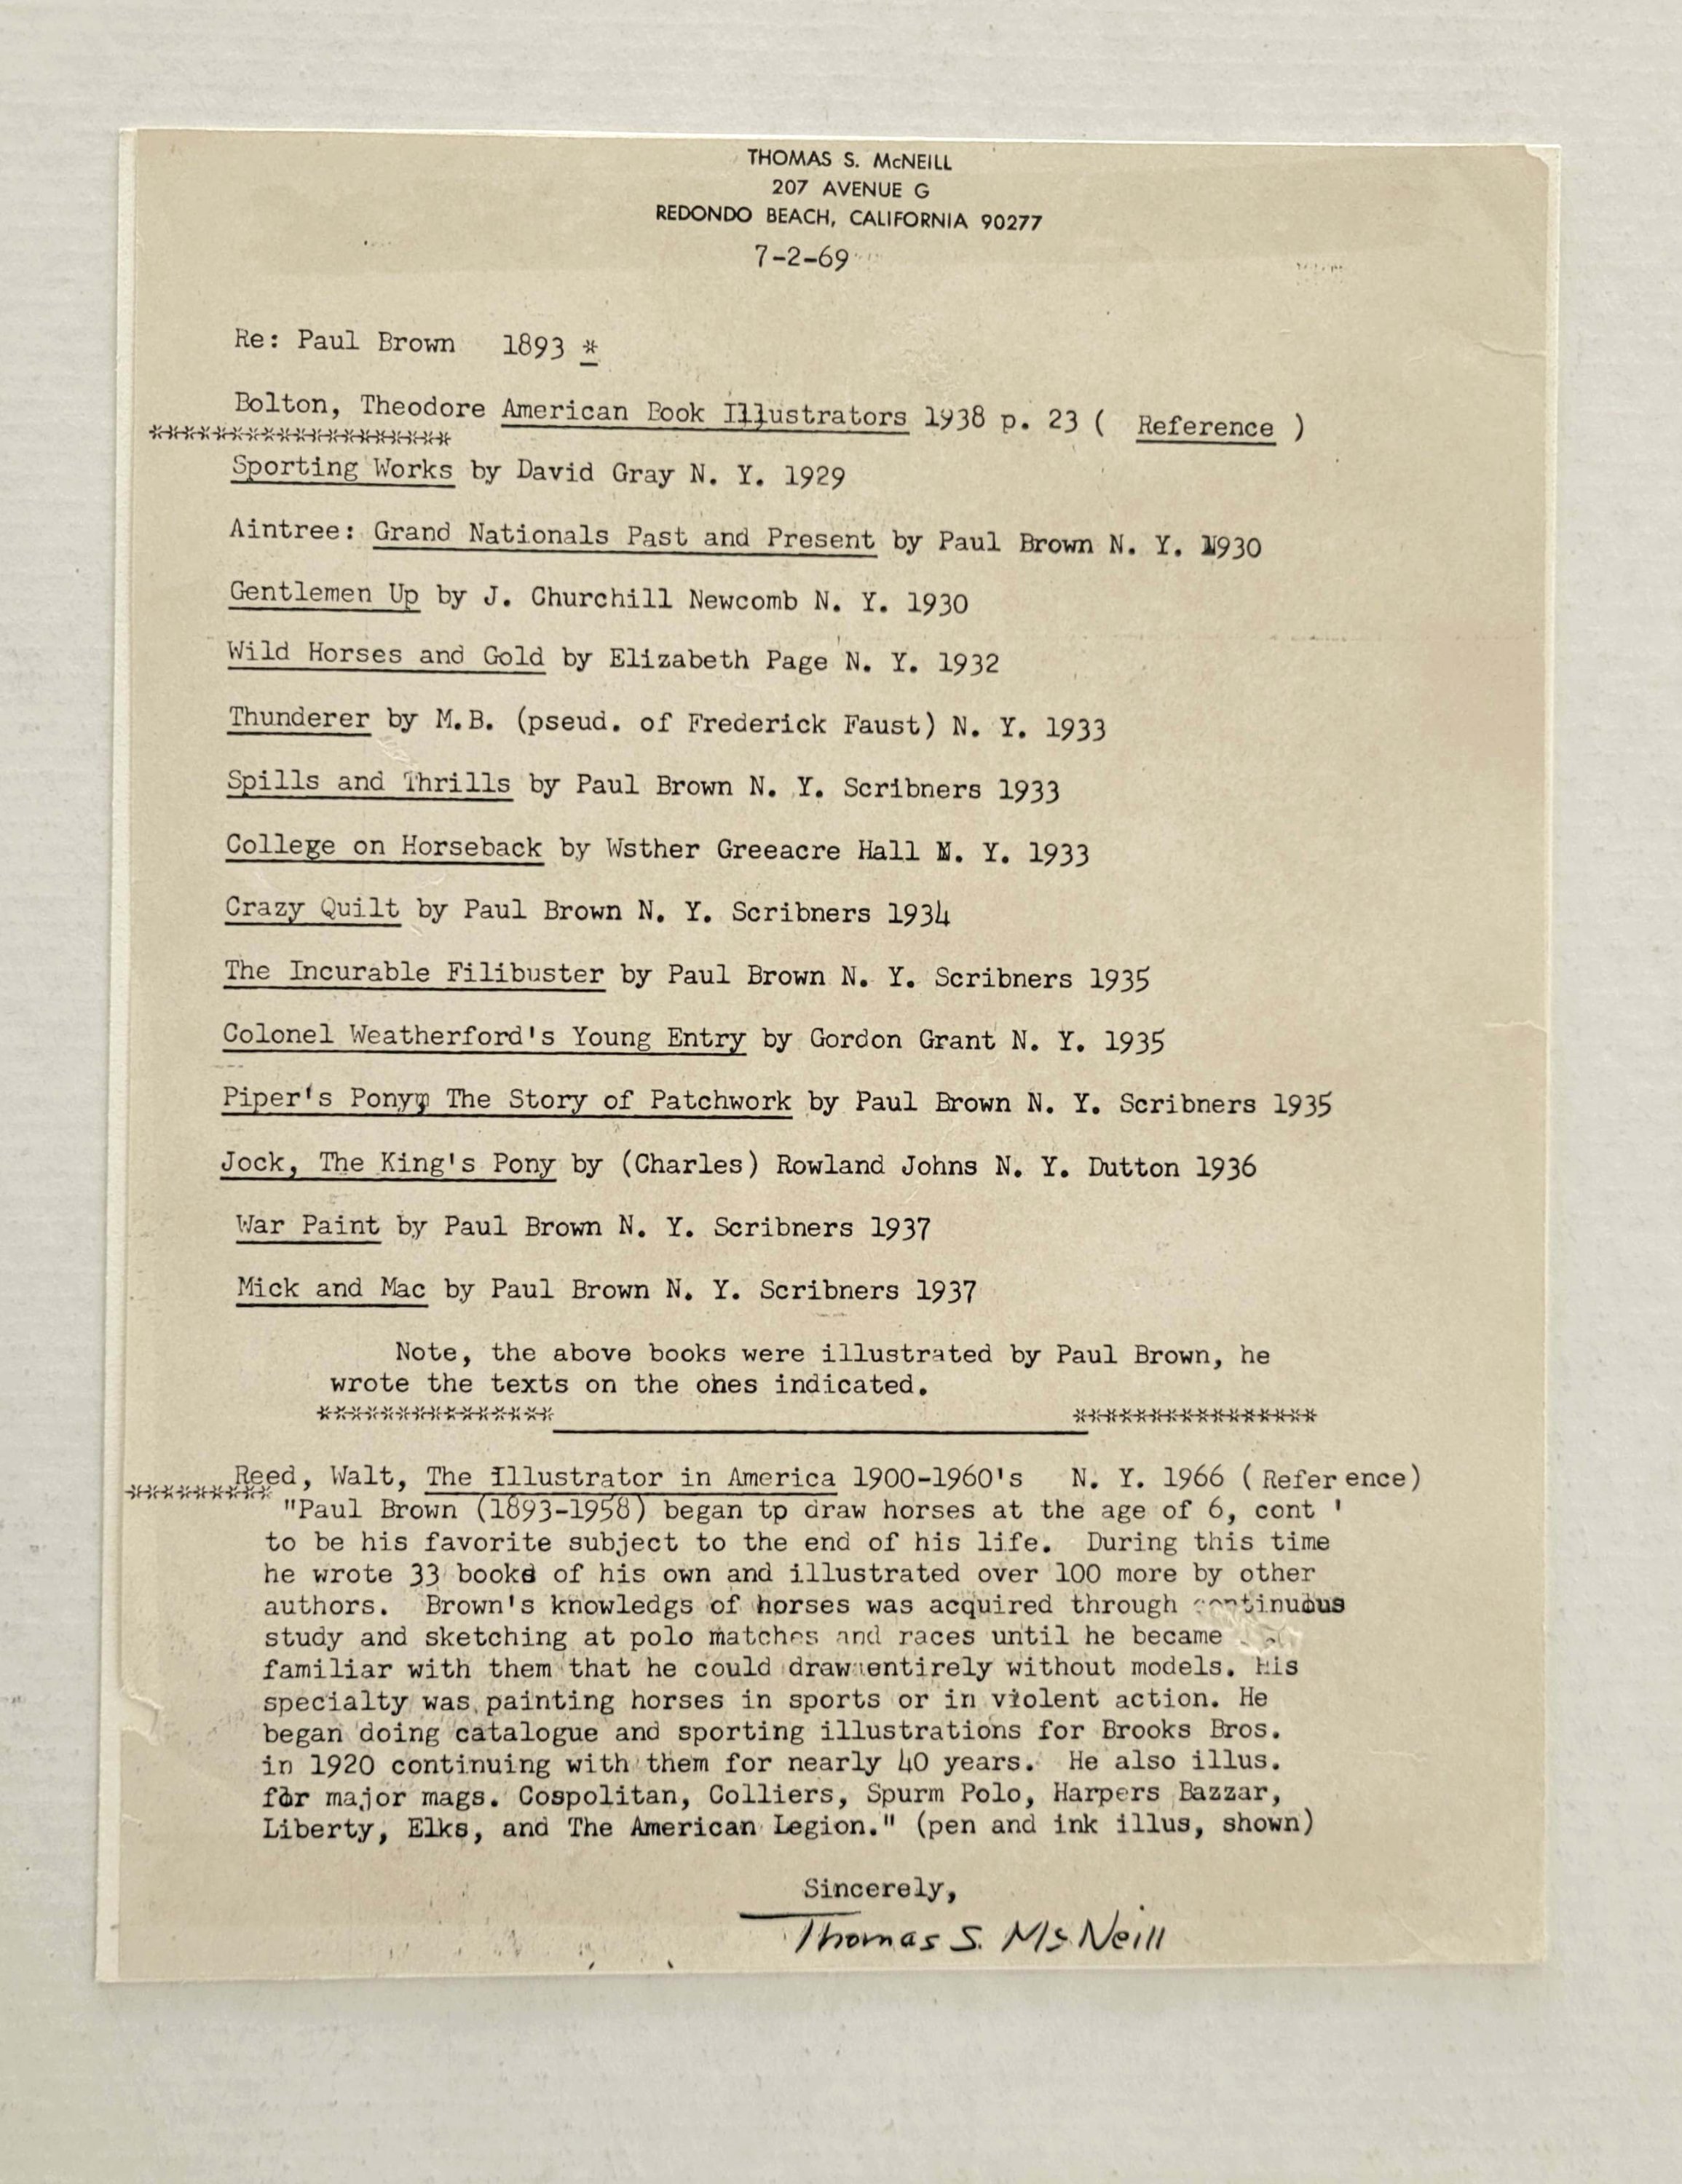 THOMAS S. McNEILL
207 AVENUE G
REDONDO BEACH, CALIFORNIA 90277
7-2-69
Re: Paul Brown 1893 *
Bolton, Theodore American Book Illustrators 1938 p. 23 ( Reference )
*******************
Sporting Works by David Gray N. Y. 1929
Aintree: Grand Nationals Past and Present by Paul Brown N. Y. 1930
Gentlemen Up by J. Churchill Newcomb N. Y. 1930
Wild Horses and Gold by Elizabeth Page N. Y. 1932
Thunderer by M.B. (pseud. of Frederick Faust) N. Y. 1933
Spills and Thrills by Paul Brown N. Y. Scribners 1933
College on Horseback by Wsther Greeacre Hall N. Y. 1933
Crazy Quilt by Paul Brown N. Y. Scribners 1934
The Incurable Filibuster by Paul Brown N. Y. Scribners 1935
Colonel Weatherford's Young Entry by Gordon Grant N. Y. 1935
Piper's Pony, The Story of Patchwork by Paul Brown N. Y. Scribners 1935
Jock, The King's Pony by (Charles) Rowland Johns N. Y. Dutton 1936
War Paint by Paul Brown N. Y. Scribners 1937
Mick and Mac by Paul Brown N. Y. Scribners 1937
Note, the above books were illustrated by Paul Brown, he
wrote the texts on the ones indicated.
*************** ***************
Reed, Walt, The Illustrator in America 1900-1960's N. Y. 1966 ( Refer ence)
*********
"Paul Brown (1893-1958) began tp draw horses at the age of 6, cont '
to be his favorite subject to the end of his life. During this time
he wrote 33 books of his own and illustrated over 100 more by other
authors. Brown's knowledgs of horses was acquired through continuous
study and sketching at polo matches and races until he became
familiar with them that he could draw entirely without models. His
specialty was painting horses in sports or in violent action. He
began doing catalogue and sporting illustrations for Brooks Bros.
in 1920 continuing with them for nearly 40 years. He also illus.
for major mags. Cospolitan, Colliers, Spurm Polo, Harpers Bazzar,
Liberty, Elks, and The American Legion." (pen and ink illus, shown)
Sincerely,
Thomas S. McNeill